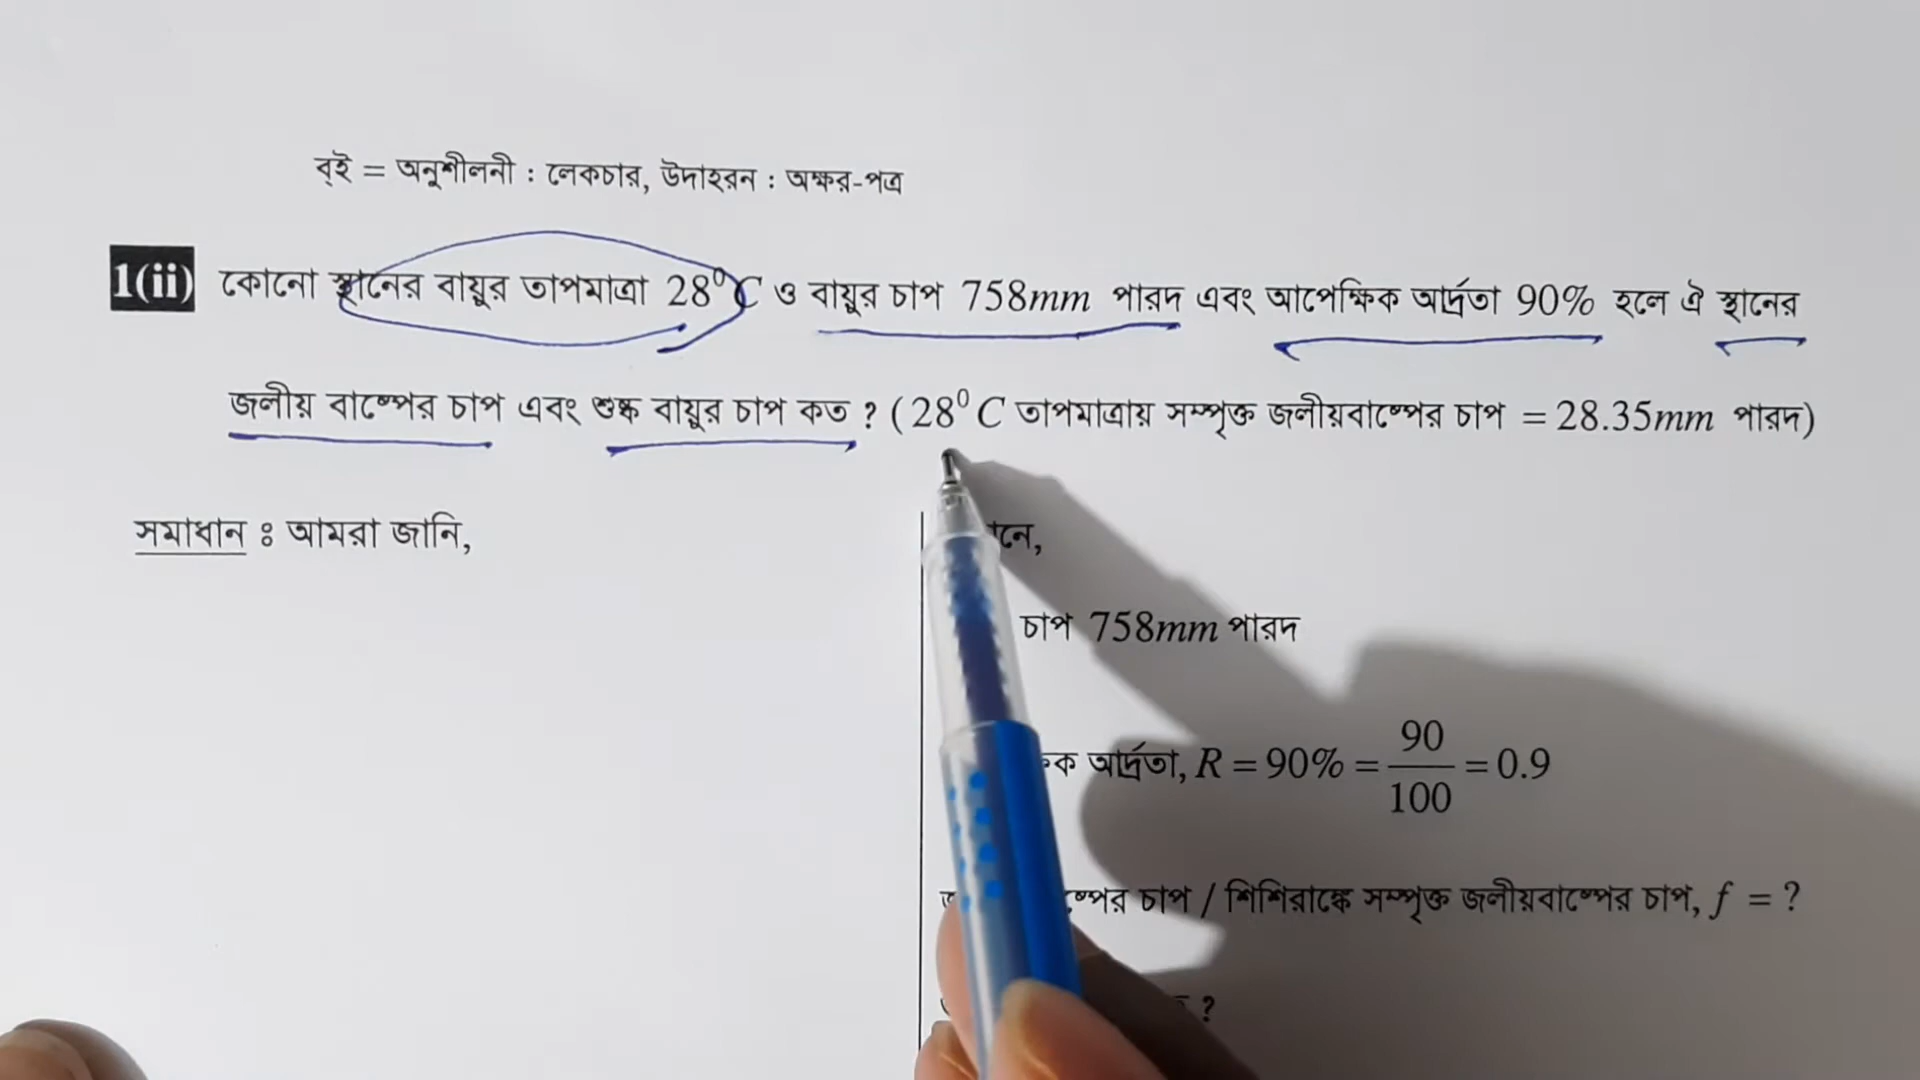 বই = অনুশীলনী : লেকচার, উদাহরন : অক্ষর-পত্র
1(ii) কোনো স্থানের বায়ুর তাপমাত্রা 28⁰C ও বায়ুর চাপ 758mm পারদ এবং আপেক্ষিক আর্দ্রতা 90% হলে ঐ স্থানের
জলীয় বাষ্পের চাপ এবং শুষ্ক বায়ুর চাপ কত ? (28⁰C তাপমাত্রায় সম্পৃক্ত জলীয়বাষ্পের চাপ = 28.35mm পারদ)
সমাধান ঃ আমরা জানি,
চাপ 758mm পারদ
আর্দ্রতা, R = 90% = 90/100 = 0.9
চাপ / শিশিরাঙ্কে সম্পৃক্ত জলীয়বাষ্পের চাপ, f = ?
?